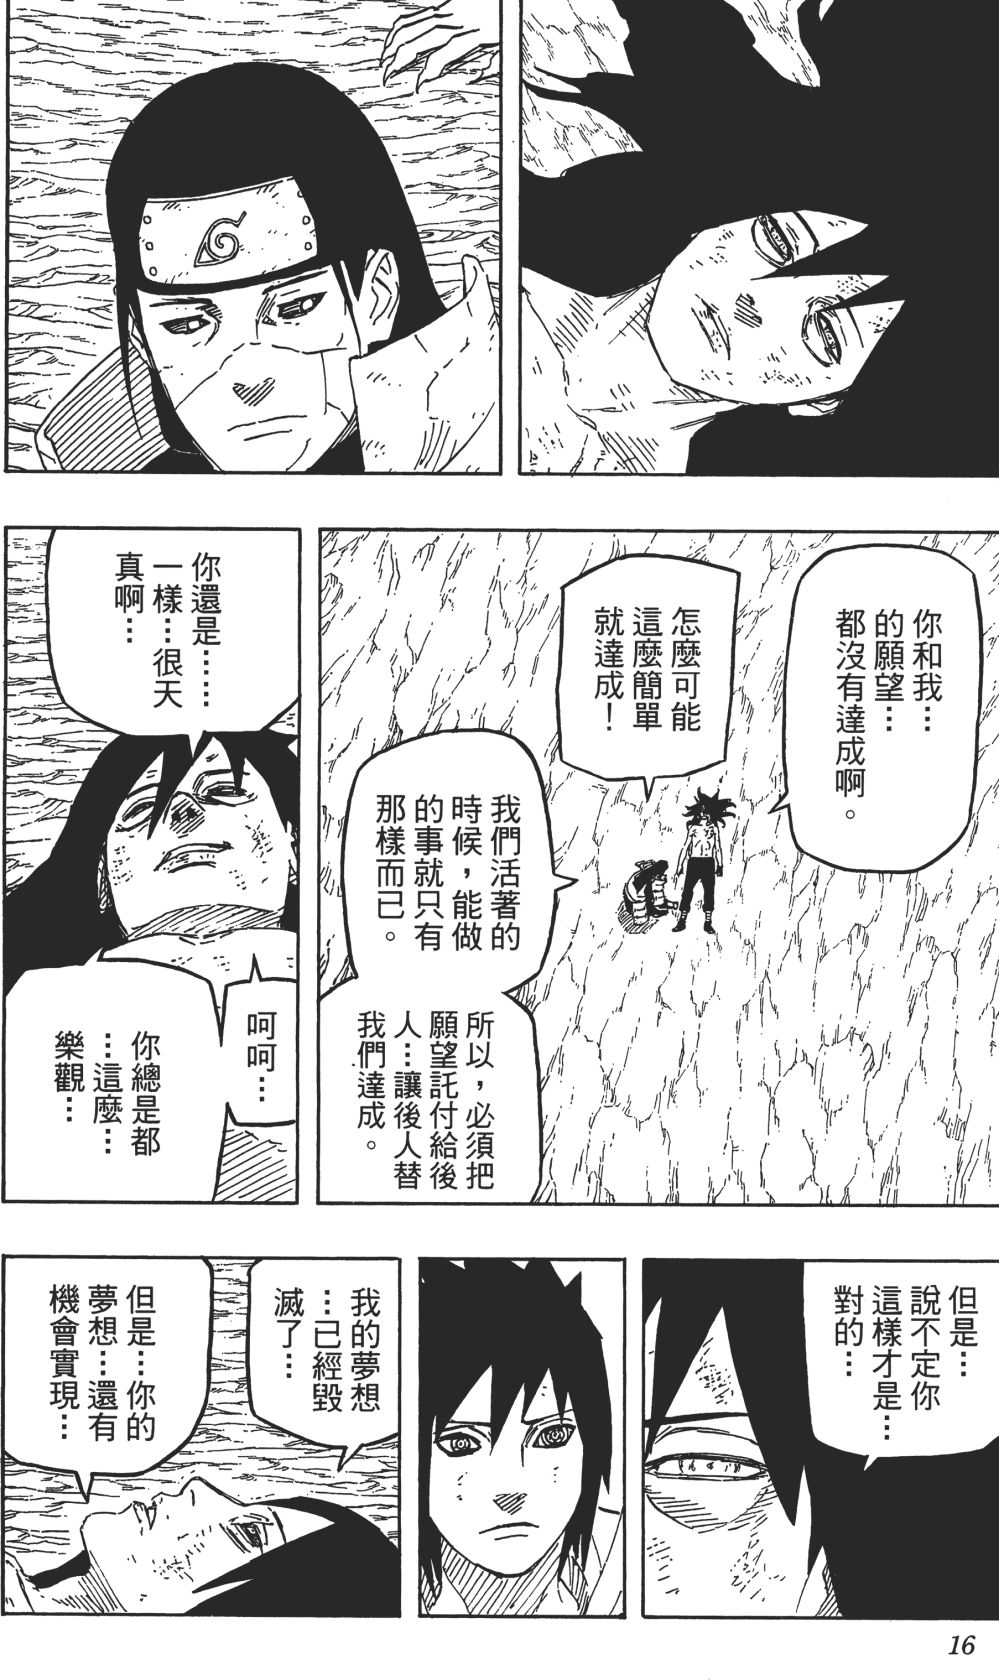 你和我⋯
的願望⋯
都沒有達成啊。
怎麼可能
這麼簡單
就達成！
我們活著的
時候，能做
的事就只有
那樣而已。
所以，必須把
願望託付給後
人⋯讓後人替
我們達成。
你還是⋯⋯
一樣⋯很天
真啊⋯
呵呵⋯
你總是都
⋯這麼⋯
樂觀⋯
但是⋯
說不定你
這樣才是⋯
對的⋯
我的夢想
⋯已經毀
滅了⋯
但是⋯你的
夢想⋯還有
機會實現⋯
16